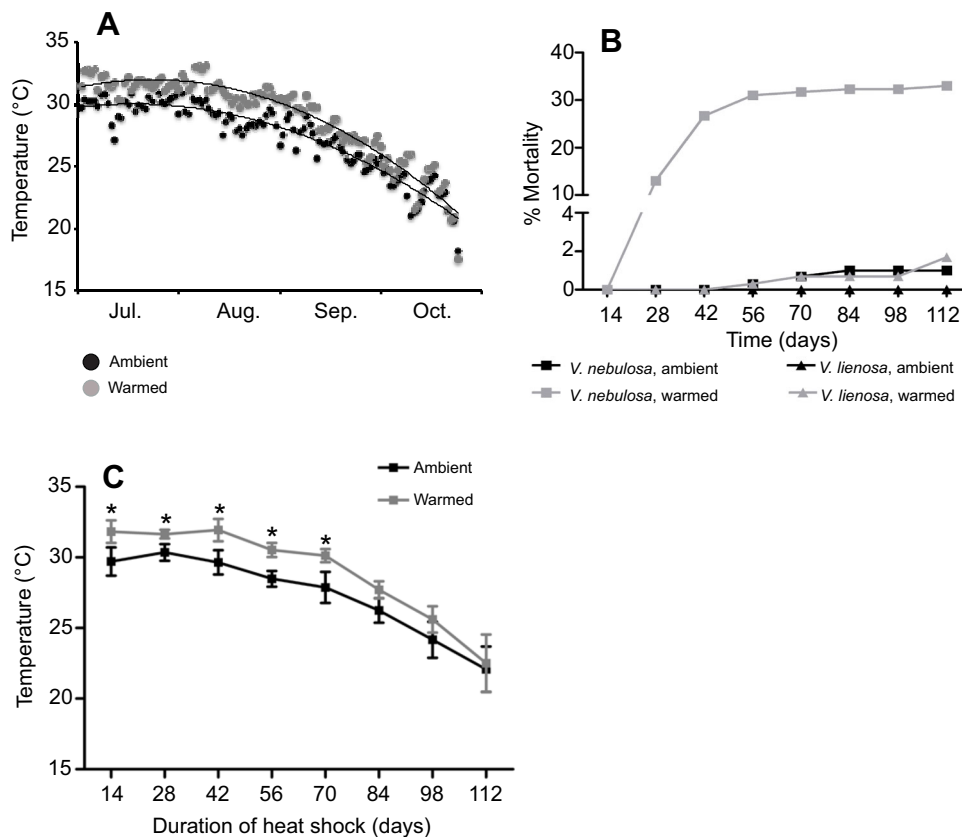 A
35
30
25
20
15
Temperature (°C)
Jul. Aug. Sep. Oct.
Ambient
Warmed
B
40
30
20
10
4
2
0
% Mortality
14 28 42 56 70 84 98 112
Time (days)
V. nebulosa, ambient
V. lienosa, ambient
V. nebulosa, warmed
V. lienosa, warmed
C
Ambient
Warmed
35
30
25
20
15
Temperature (°C)
* * * * *
14 28 42 56 70 84 98 112
Duration of heat shock (days)